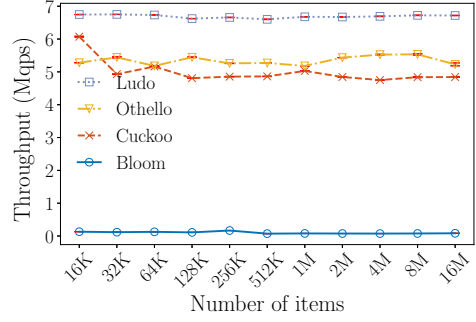 7
6
5
4
3
2
1
0
Throughput (Mqps)
Ludo
Othello
Cuckoo
Bloom
16K 32K 64K 128K 256K 512K 1M 2M 4M 8M 16M
Number of items